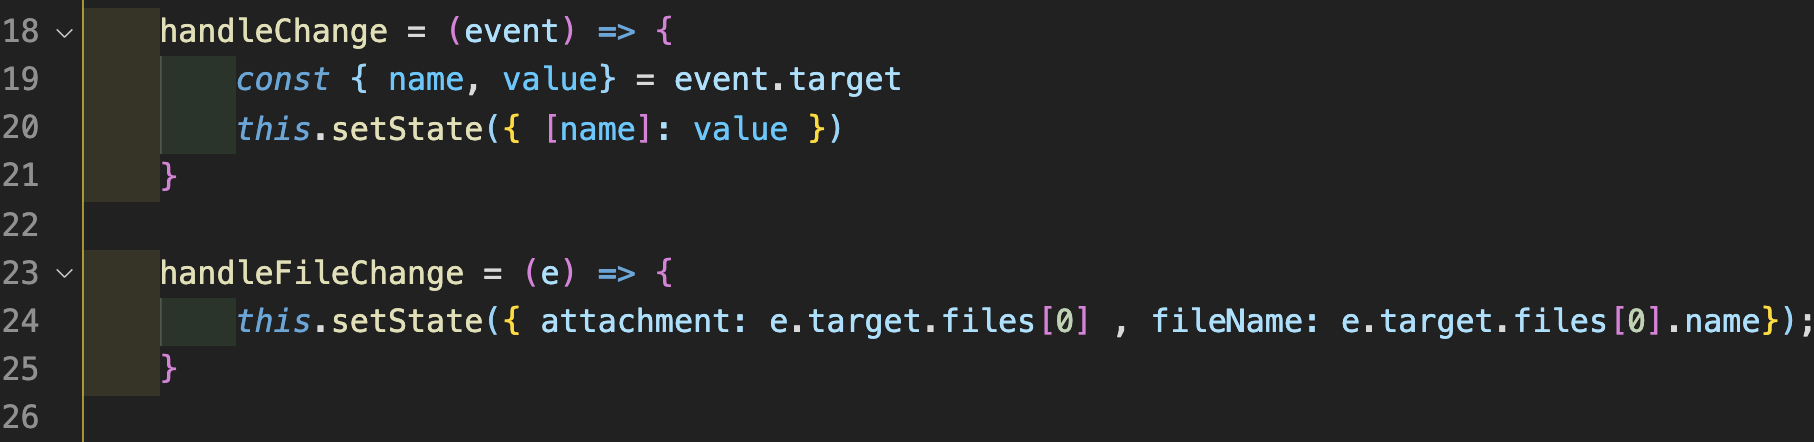 18 handleChange = (event) => {
19 const { name, value} = event.target
20 this.setState({ [name]: value })
21 }
22
23 handleFileChange = (e) => {
24 this.setState({ attachment: e.target.files[0] , fileName: e.target.files[0].name});
25 }
26